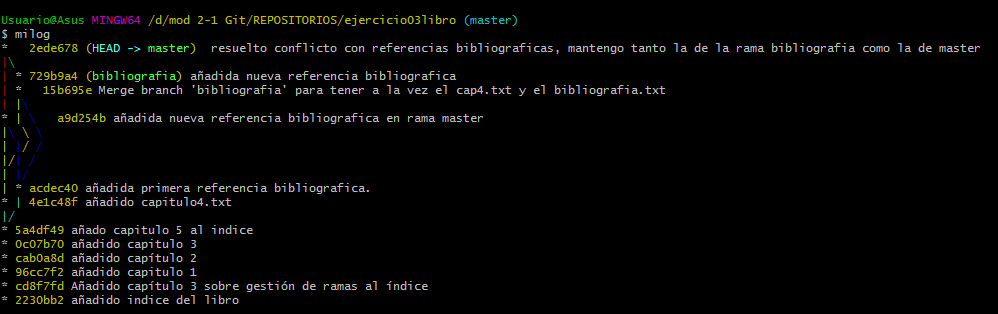 Usuario@Asus MINGW64 /d/mod 2-1 Git/REPOSITORIOS/ejercicio03libro (master)
$ milog
*   2ede678 (HEAD -> master)  resuelto conflicto con referencias bibliograficas, mantengo tanto la de la rama bibliografia como la de master
|\
| * 729b9a4 (bibliografia) añadida nueva referencia bibliografica
| *   15b695e Merge branch 'bibliografia' para tener a la vez el cap4.txt y el bibliografia.txt
| |\
* | \   a9d254b añadida nueva referencia bibliografica en rama master
|\ \ \
| |/ /
|/| /
| |/
| * acdec40 añadida primera referencia bibliografica.
* | 4e1c48f añadido capitulo4.txt
|/
* 5a4df49 añado capitulo 5 al indice
* 0c07b70 añadido capitulo 3
* cab0a8d añadido capítulo 2
* 96cc7f2 añadido capitulo 1
* cd8f7fd Añadido capítulo 3 sobre gestión de ramas al índice
* 2230bb2 añadido indice del libro